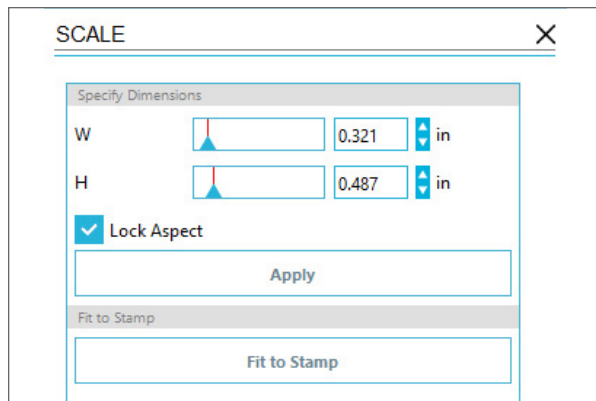 SCALE
Specify Dimensions
W 0.321 in
H 0.487 in
Lock Aspect
Apply
Fit to Stamp
Fit to Stamp